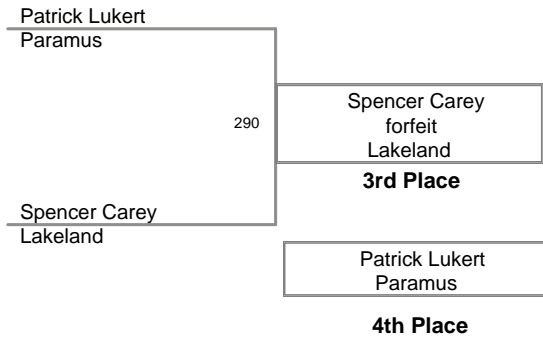 Patrick Lukert
Paramus
290
Spencer Carey
forfeit
Lakeland
3rd Place
Spencer Carey
Lakeland
Patrick Lukert
Paramus
4th Place